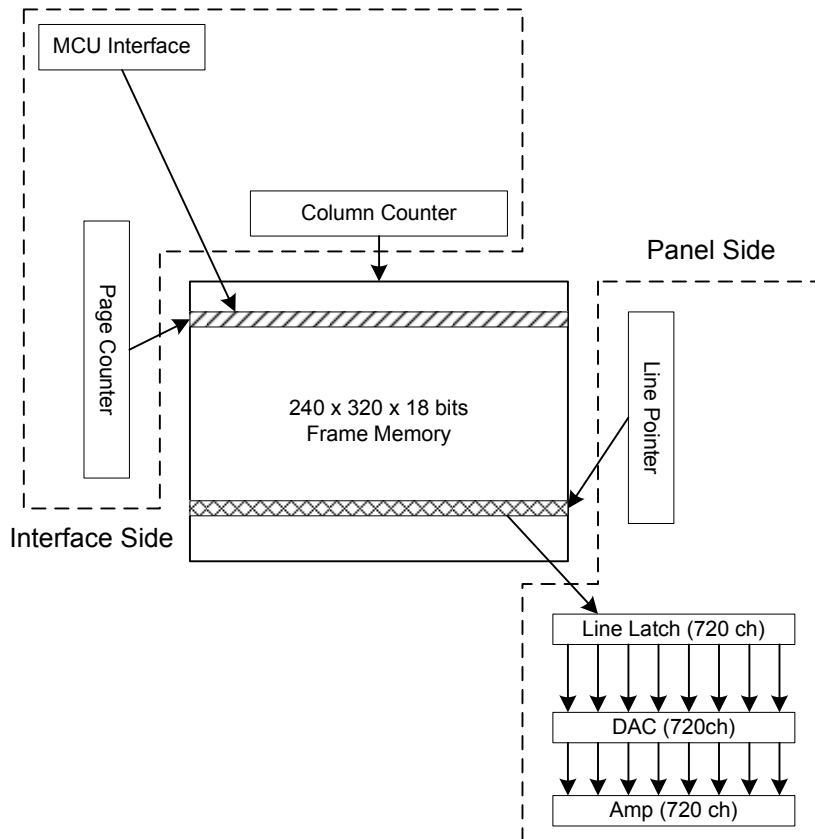 MCU Interface
Column Counter
Panel Side
Page Counter
Line Pointer
240 x 320 x 18 bits
Frame Memory
Interface Side
Line Latch (720 ch)
DAC (720ch)
Amp (720 ch)